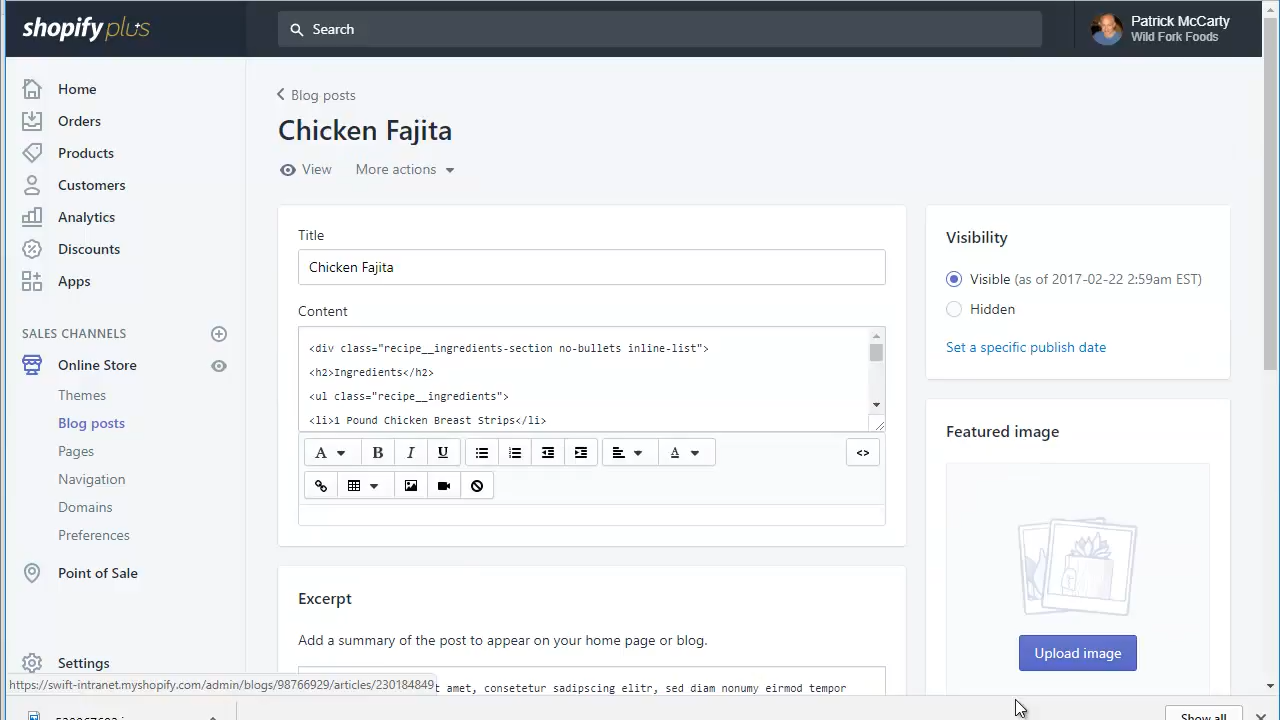 shopifyplus
Search
Patrick McCarty
Wild Fork Foods
Home
Orders
Products
Customers
Analytics
Discounts
Apps
SALES CHANNELS
Online Store
Themes
Blog posts
Pages
Navigation
Domains
Preferences
Point of Sale
Settings
Blog posts
Chicken Fajita
View
More actions
Title
Chicken Fajita
Content
<div class="recipe__ingredients-section no-bullets inline-list">
<h2>Ingredients</h2>
<ul class="recipe__ingredients">
<li>1 Pound Chicken Breast Strips</li>
A B I U A <>
Excerpt
Add a summary of the post to appear on your home page or blog.
t amet, consetetur sadipscing elitr, sed diam nonumy eirmod tempor
Visibility
Visible (as of 2017-02-22 2:59am EST)
Hidden
Set a specific publish date
Featured image
Upload image
https://swift-intranet.myshopify.com/admin/blogs/98766929/articles/230184849
Show all